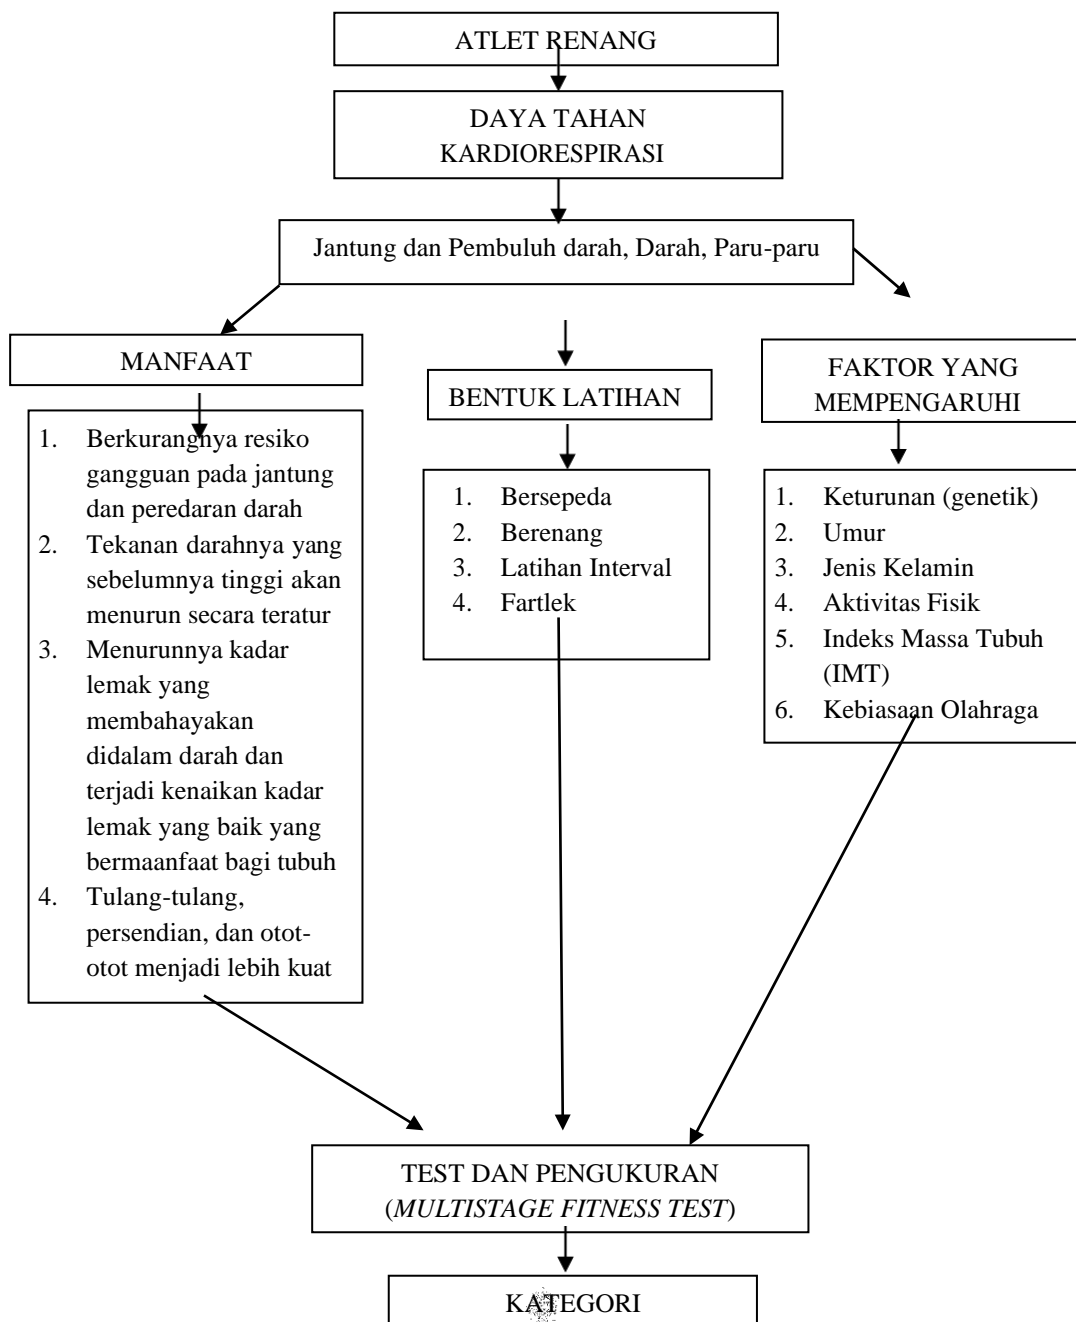 ATLET RENANG
DAYA TAHAN
KARDIORESPIRASI
Jantung dan Pembuluh darah, Darah, Paru-paru
MANFAAT
1. Berkurangnya resiko
gangguan pada jantung
dan peredaran darah
2. Tekanan darahnya yang
sebelumnya tinggi akan
menurun secara teratur
3. Menurunnya kadar
lemak yang
membahayakan
didalam darah dan
terjadi kenaikan kadar
lemak yang baik yang
bermaanfaat bagi tubuh
4. Tulang-tulang,
persendian, dan otot-
otot menjadi lebih kuat
BENTUK LATIHAN
1. Bersepeda
2. Berenang
3. Latihan Interval
4. Fartlek
FAKTOR YANG
MEMPENGARUHI
1. Keturunan (genetik)
2. Umur
3. Jenis Kelamin
4. Aktivitas Fisik
5. Indeks Massa Tubuh
(IMT)
6. Kebiasaan Olahraga
TEST DAN PENGUKURAN
(MULTISTAGE FITNESS TEST)
KATEGORI